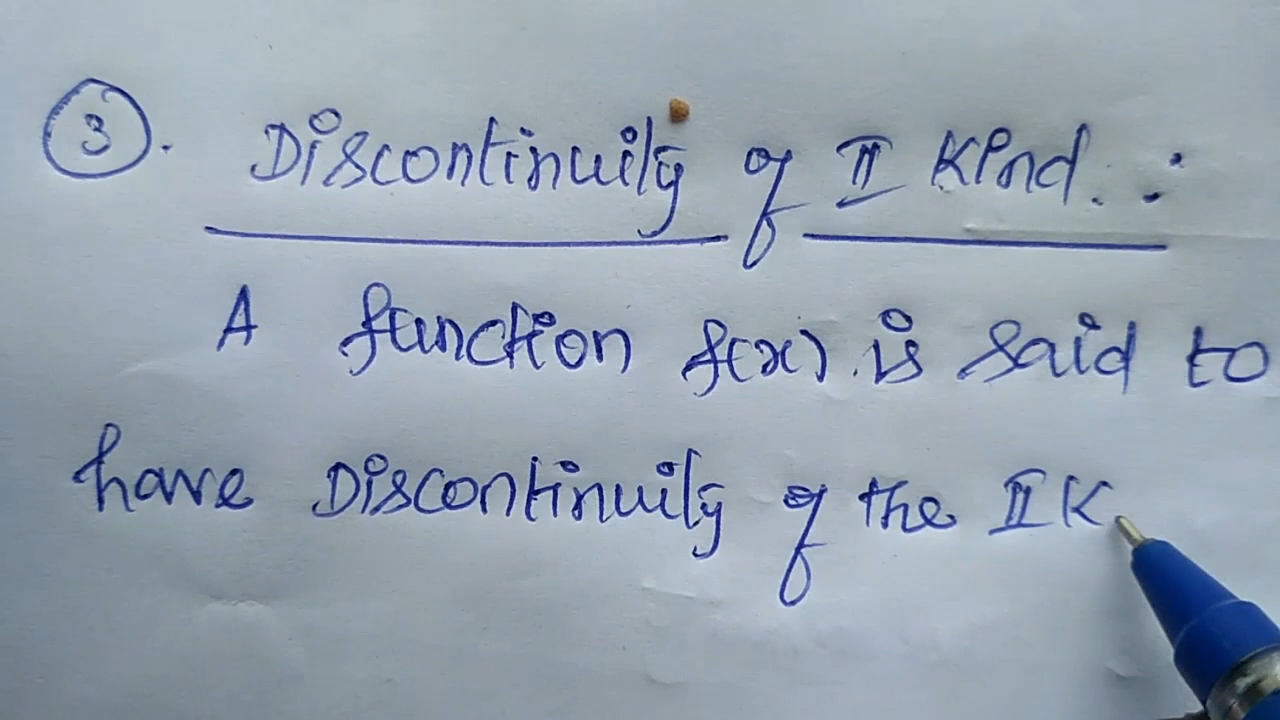 3. Discontinuity of II Kind. :
A function f(x) is said to
have Discontinuity of the II K